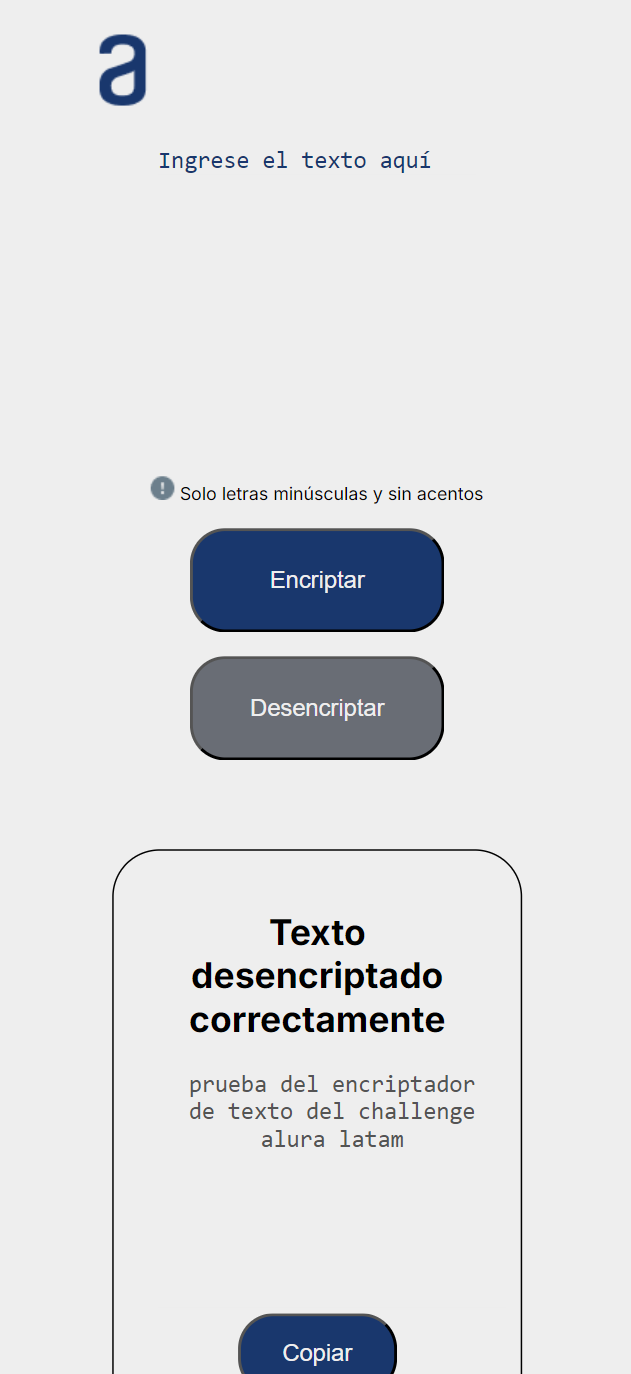 a
Ingrese el texto aquí
Solo letras minúsculas y sin acentos
Encriptar
Desencriptar
Texto
desencriptado
correctamente
prueba del encriptador
de texto del challenge
alura latam
Copiar